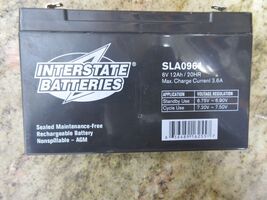 INTERSTATE
BATTERIES
Sealed Maintenance-Free
Rechargeable Battery
Nonspillable - AGM
SLA0961
6V 12Ah / 20HR
Max. Charge Current 3.6A
APPLICATION VOLTAGE REGULATION
Standby Use 6.75V ~ 6.90V
Cycle Use 7.20V ~ 7.50V